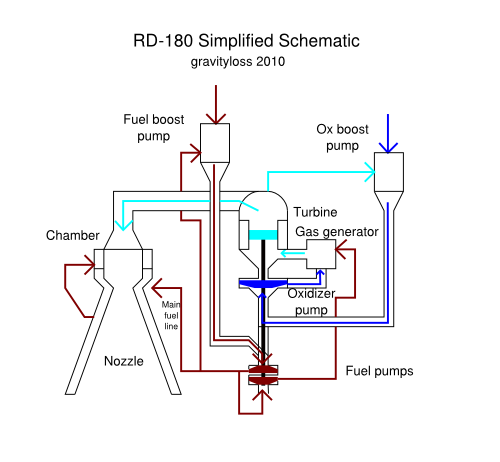 RD-180 Simplified Schematic
gravityloss 2010
Fuel boost
pump
Ox boost
pump
Turbine
Gas generator
Chamber
Oxidizer
pump
Main
fuel
line
Nozzle
Fuel pumps